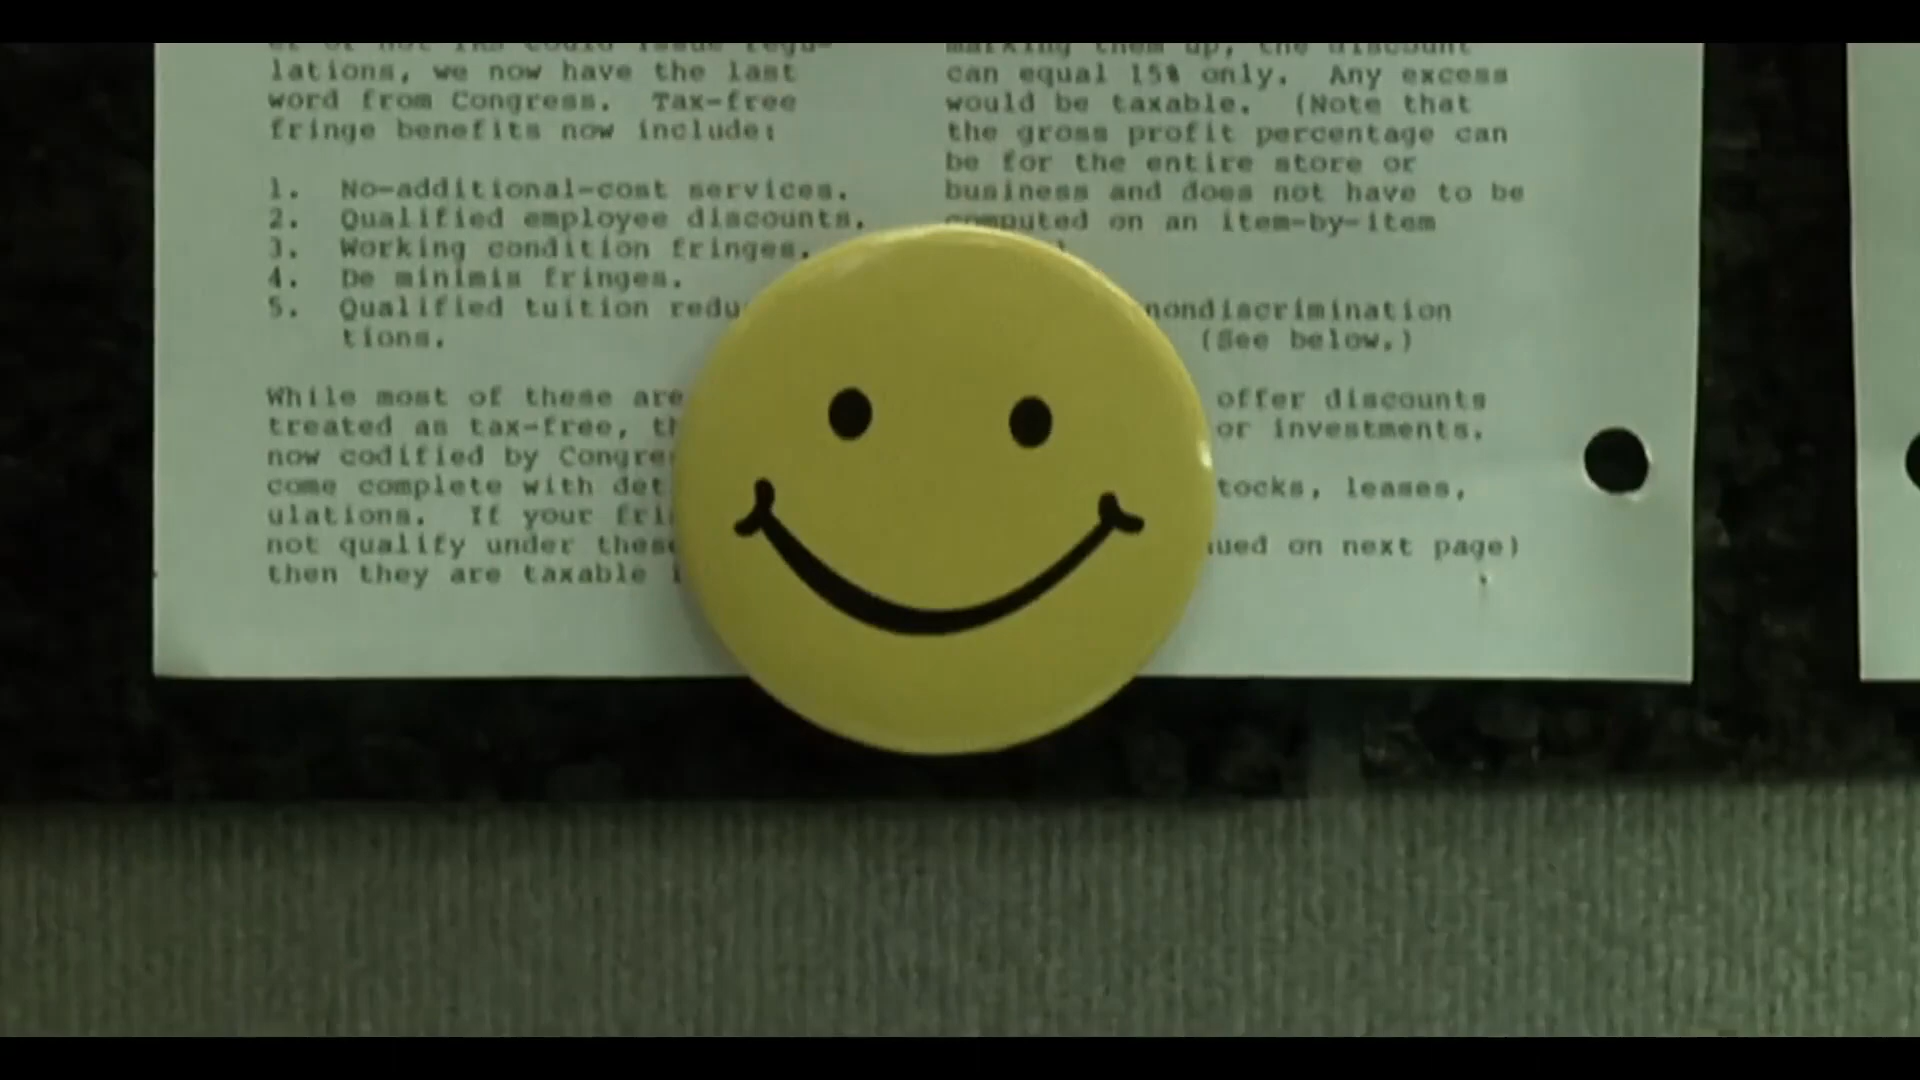 lations, we now have the last
word from Congress. Tax-free
fringe benefits now include:
1. No-additional-cost services.
2. Qualified employee discounts.
3. Working condition fringes.
4. De minimis fringes.
5. Qualified tuition redu
tions.
While most of these are
treated as tax-free, th
now codified by Congre
come complete with det
ulations. If your fri
not qualify under these
then they are taxable
marking them up, the discount
can equal 15% only. Any excess
would be taxable. (Note that
the gross profit percentage can
be for the entire store or
business and does not have to be
computed on an item-by-item
nondiscrimination
(See below.)
offer discounts
or investments.
tocks, leases,
ued on next page)